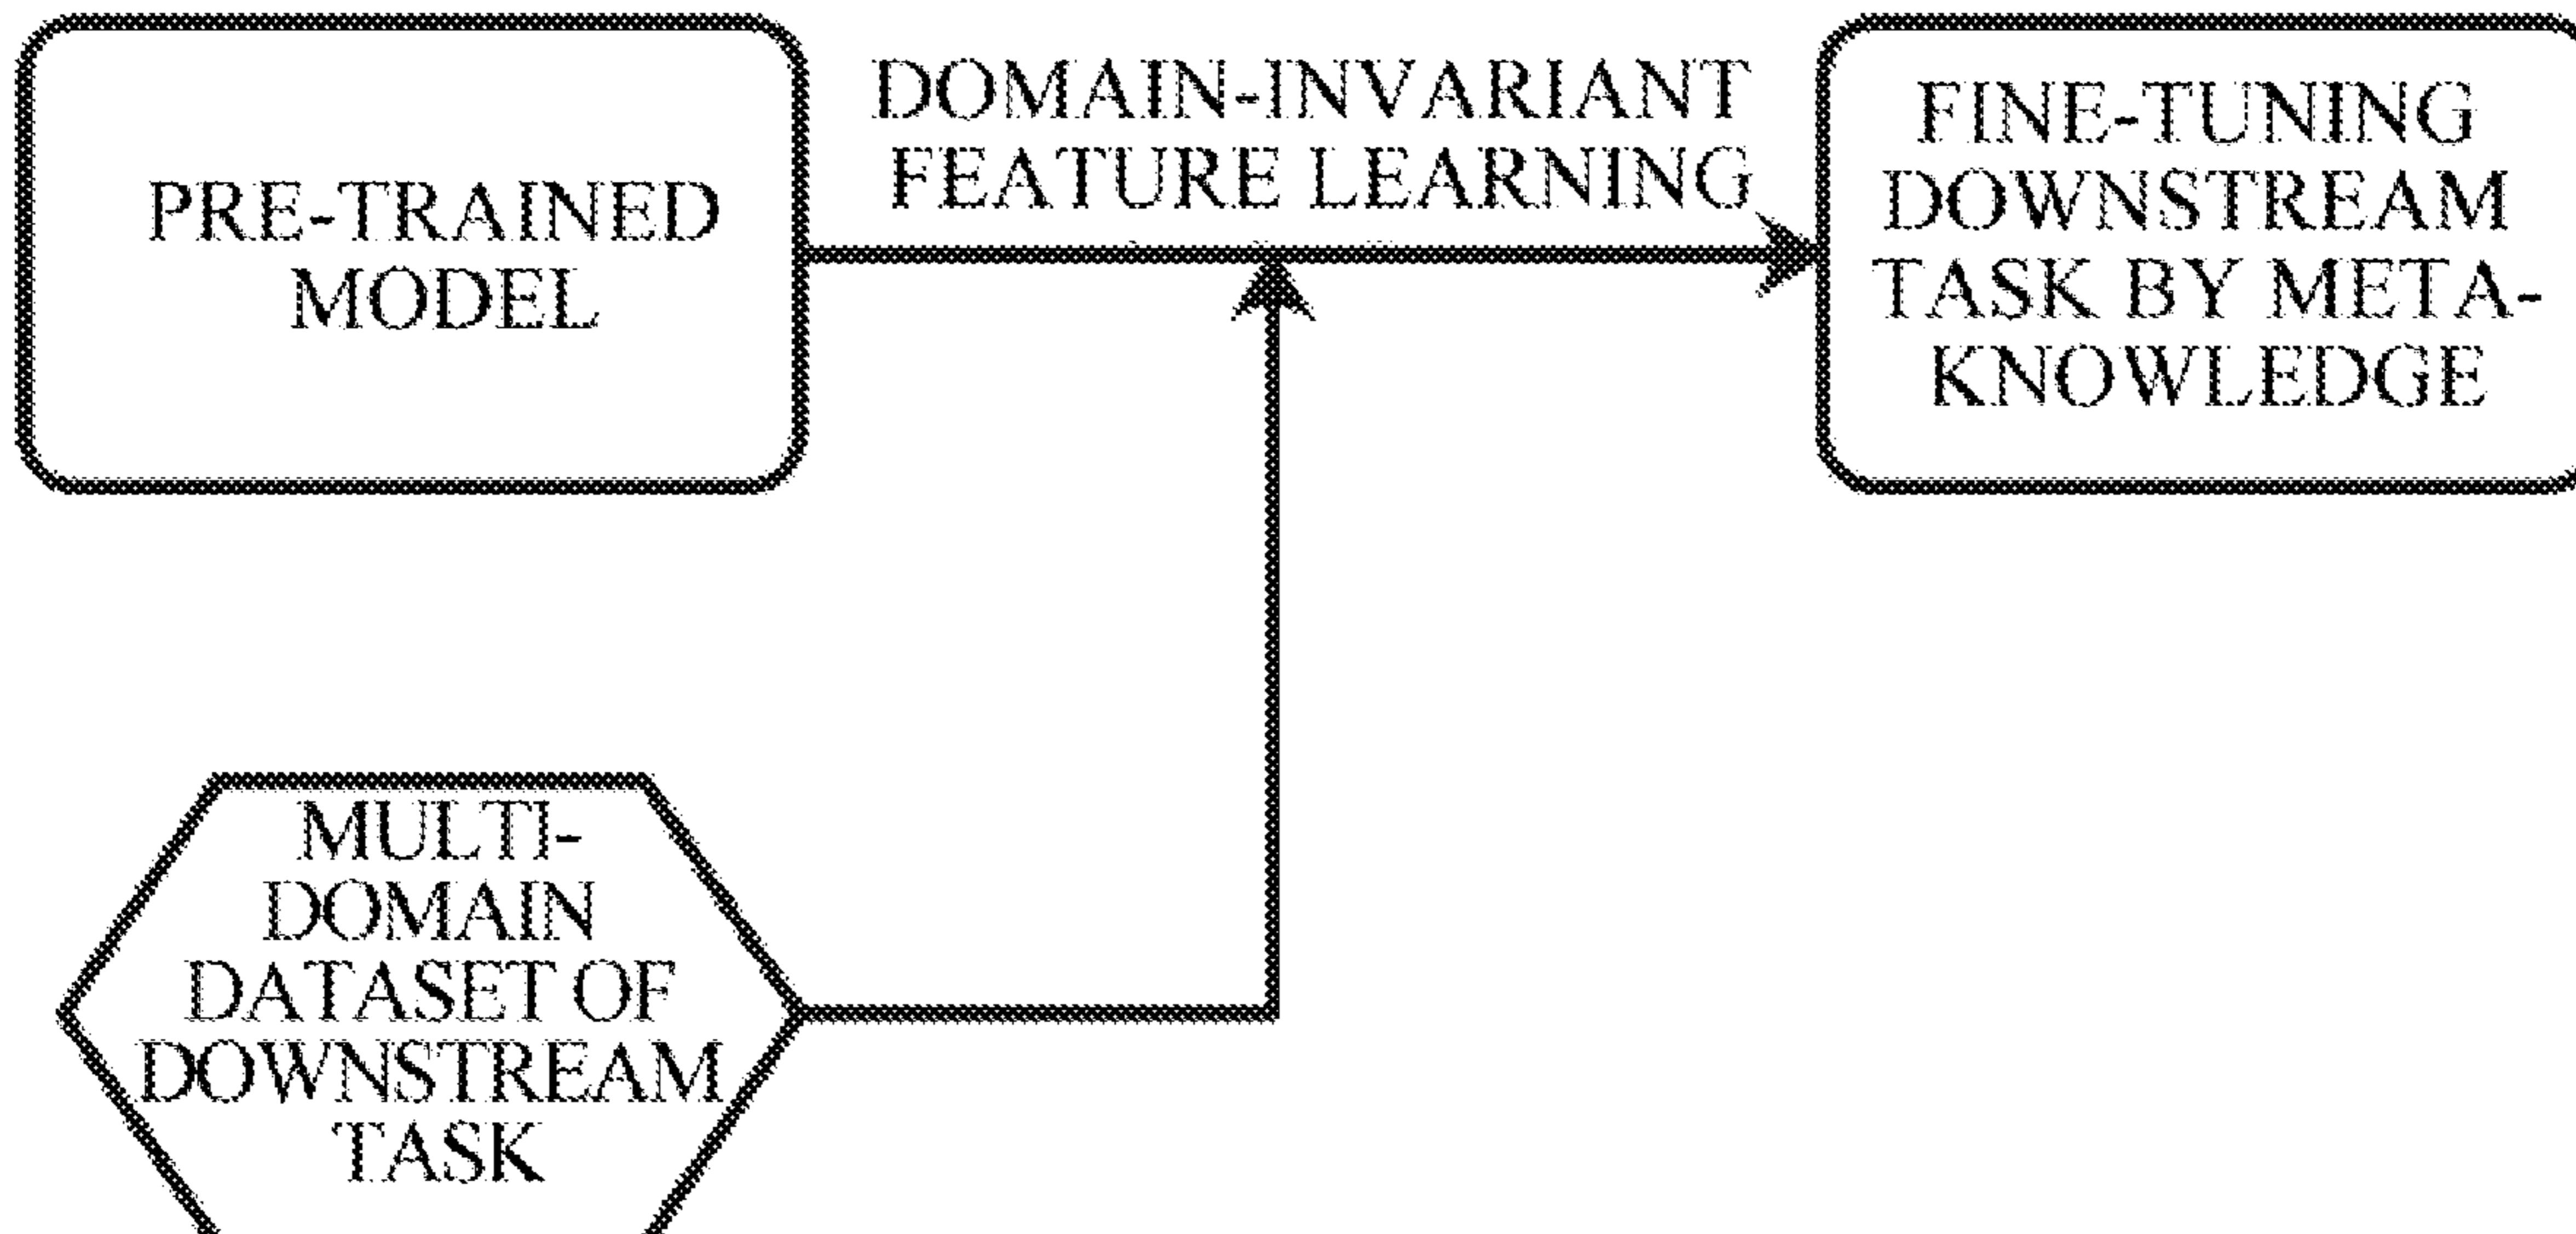 PRE-TRAINED
MODEL
DOMAIN-INVARIANT
FEATURE LEARNING
FINE-TUNING
DOWNSTREAM
TASK BY META-
KNOWLEDGE
MULTI-
DOMAIN
DATASET OF
DOWNSTREAM
TASK